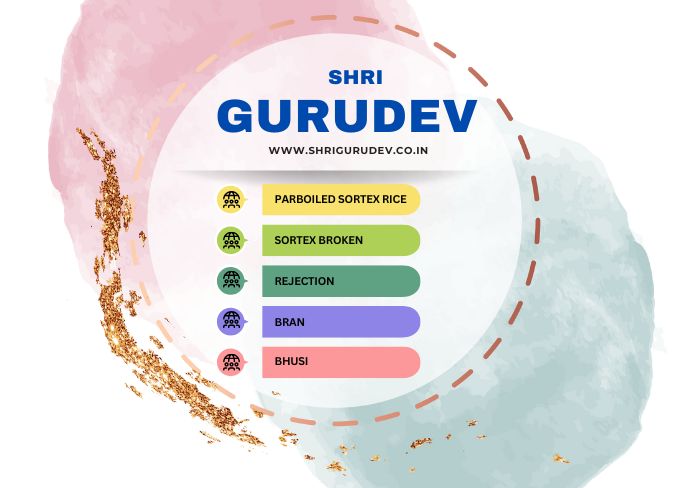 SHRI
GURUDEV
WWW.SHRIGURUDEV.CO.IN
PARBOILED SORTEX RICE
SORTEX BROKEN
REJECTION
BRAN
BHUSI